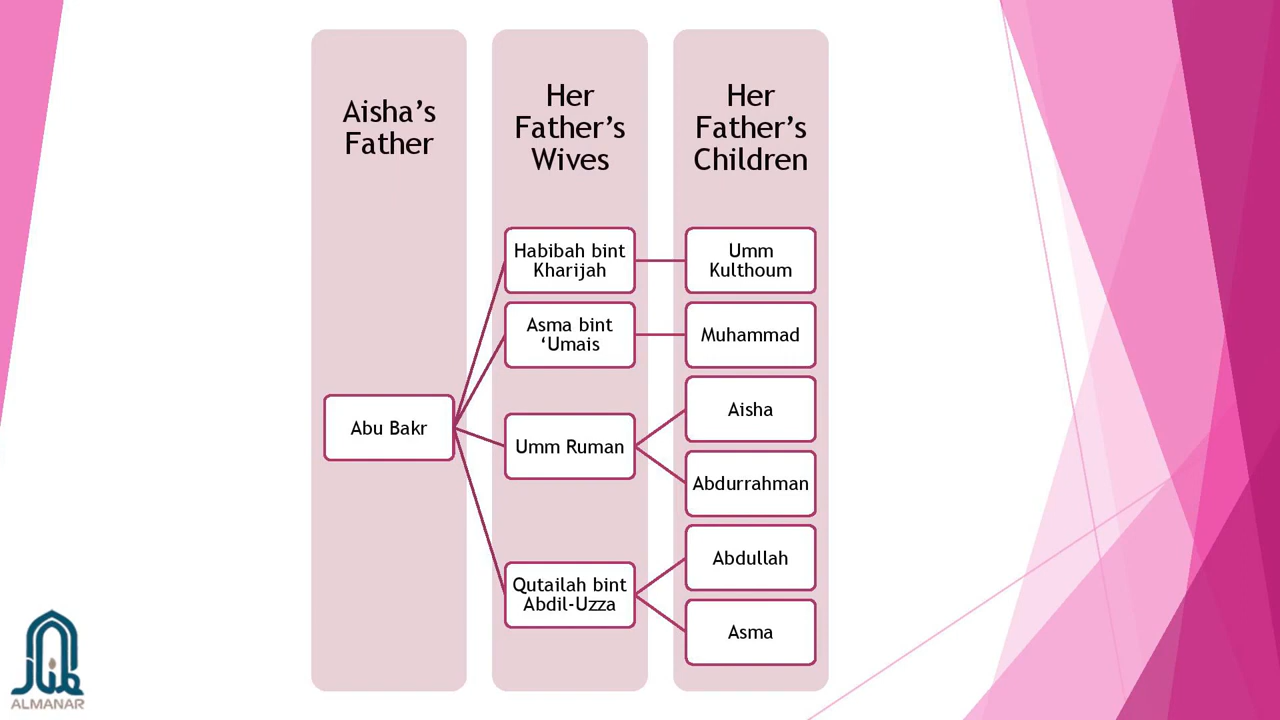 Aisha’s
Father
Her
Father’s
Wives
Her
Father’s
Children
Abu Bakr
Habibah bint
Kharijah
Umm
Kulthoum
Asma bint
‘Umais
Muhammad
Umm Ruman
Aisha
Abdurrahman
Qutailah bint
Abdil-Uzza
Abdullah
Asma
المنار
ALMANAR